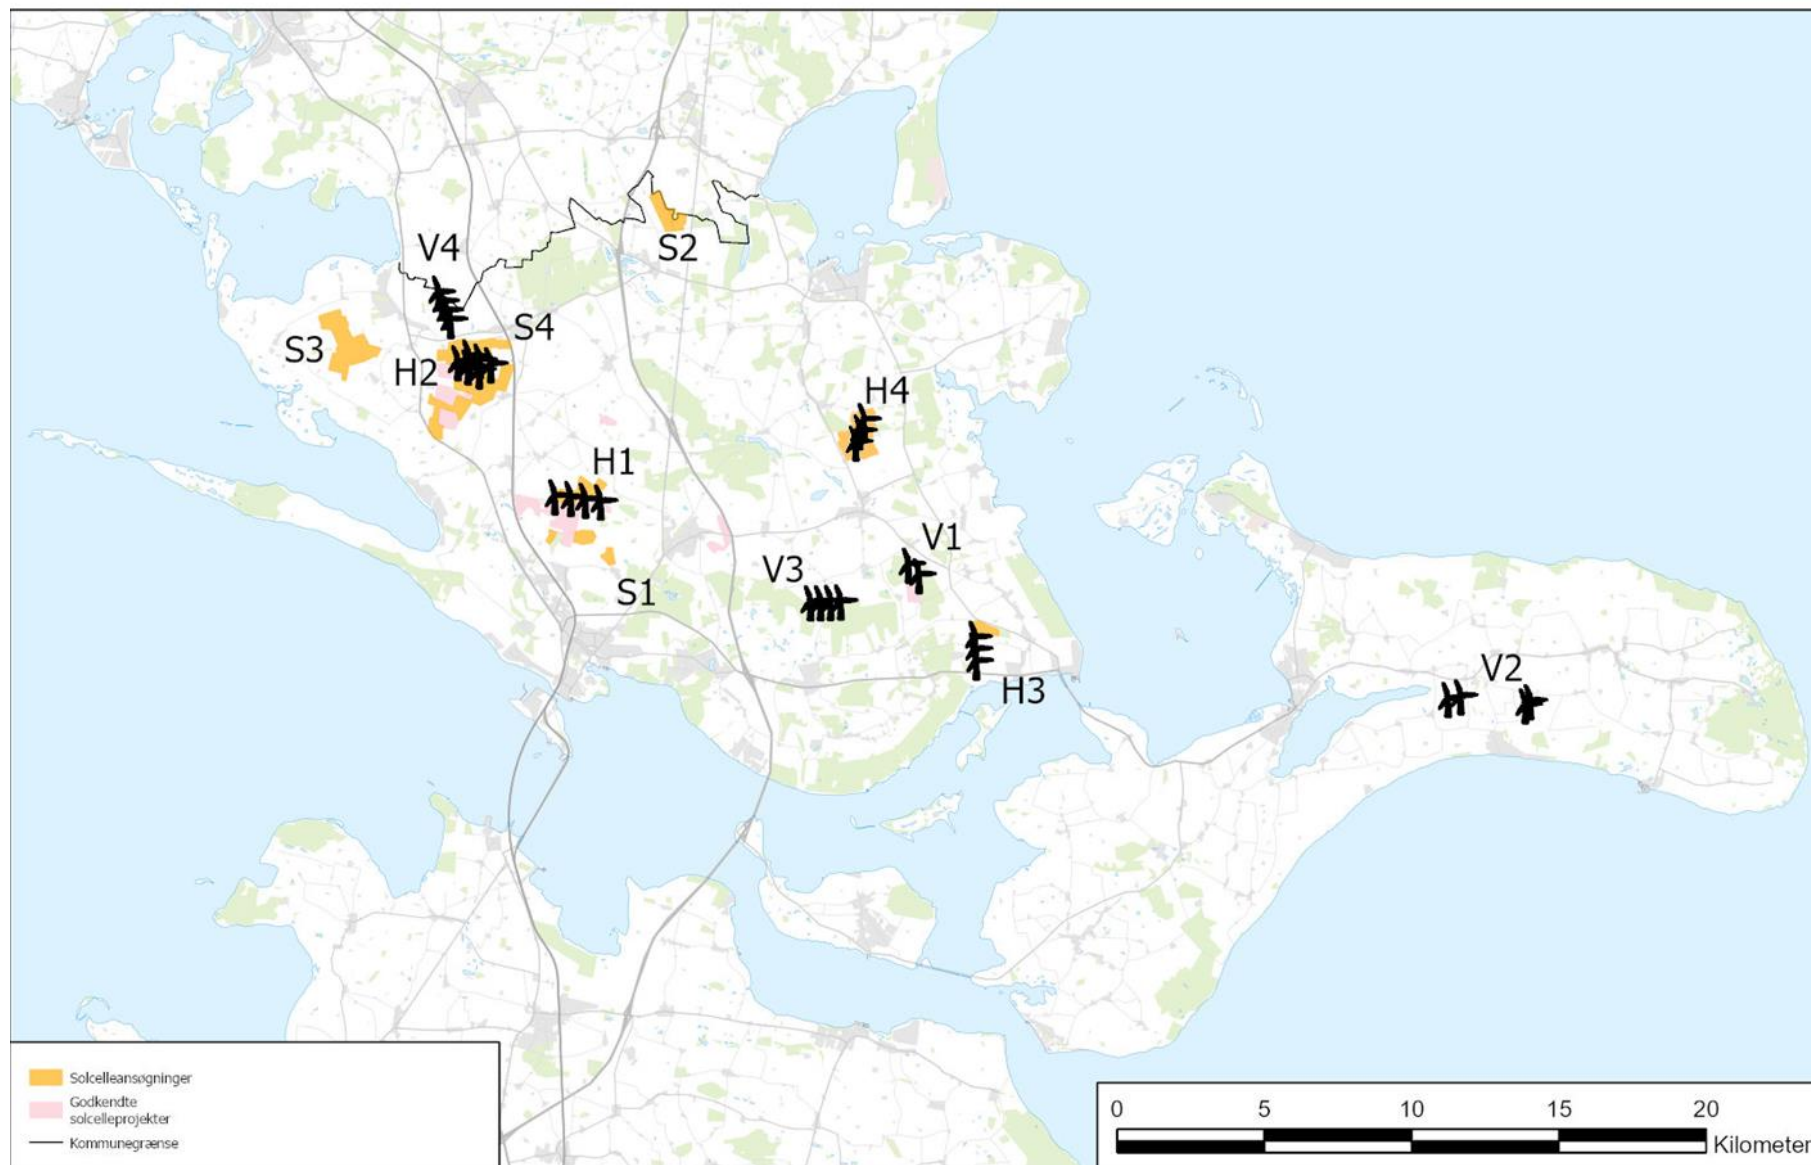 V4
S2
S4
S3
H2
H4
H1
V1
V3
S1
V2
H3
Solcelleansøgninger
Godkendte
solcelleprojekter
Kommunegrænse
0 5 10 15 20
Kilometer